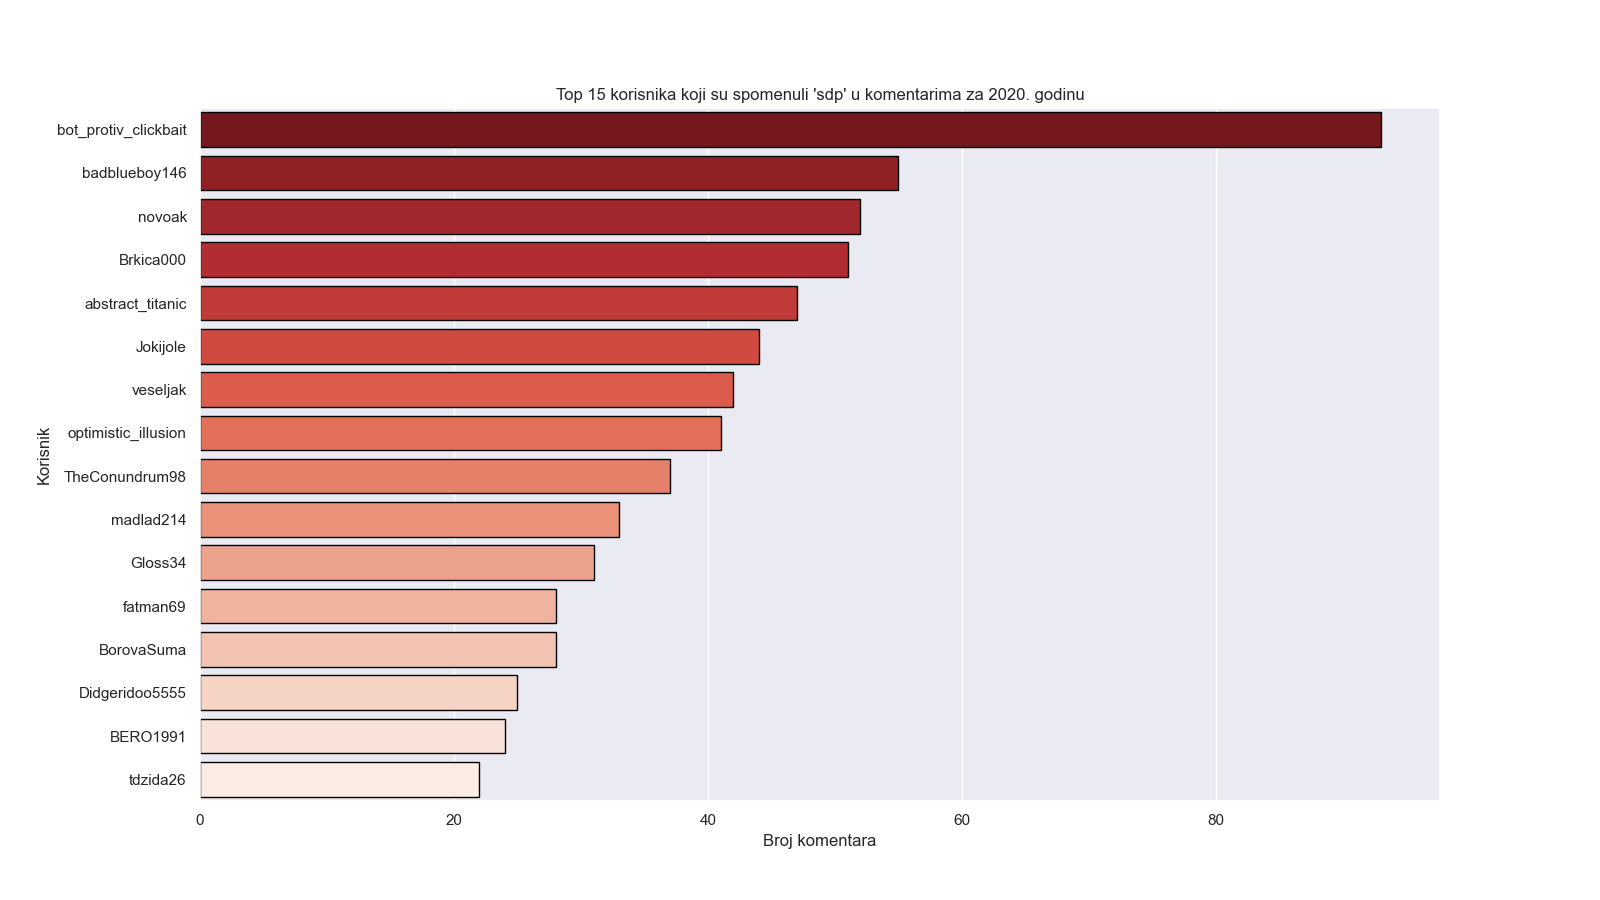 Top 15 korisnika koji su spomenuli 'sdp' u komentarima za 2020. godinu
bot_protiv_clickbait
badblueboy146
novoak
Brkica000
abstract_titanic
Jokijole
veseljak
optimistic_illusion
TheConundrum98
madlad214
Gloss34
fatman69
BorovaSuma
Didgeridoo5555
BERO1991
tdzida26
Korisnik
0 20 40 60 80
Broj komentara